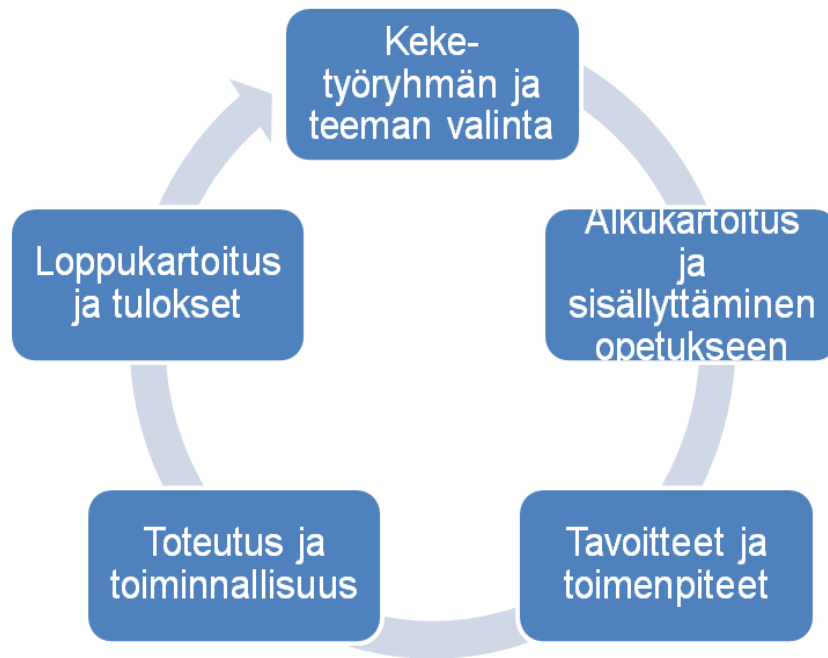 Keke-
työryhmän ja
teeman valinta
Alkukartoitus
ja
sisällyttäminen
opetukseen
Tavoitteet ja
toimenpiteet
Toteutus ja
toiminnallisuus
Loppukartoitus
ja tulokset